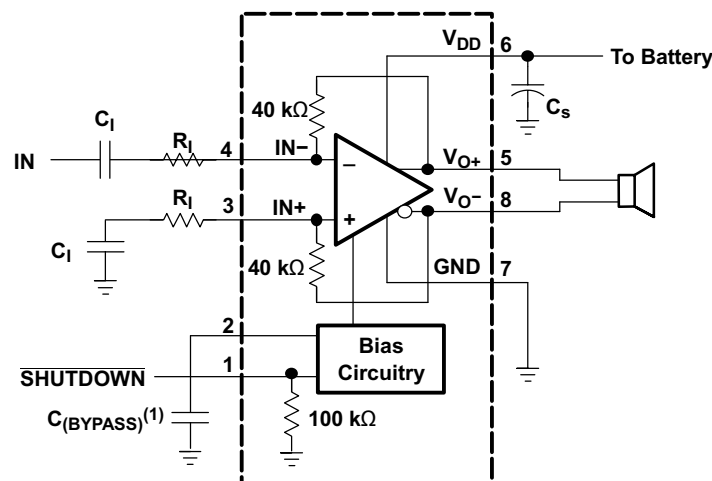 V_DD 6
To Battery
C_s
40 kΩ
C_I
R_I 4 IN–
IN
–
V_O+ 5
V_O– 8
R_I 3 IN+
+
C_I
40 kΩ
GND 7
2
Bias
Circuitry
SHUTDOWN 1
C_(BYPASS)^(1)
100 kΩ